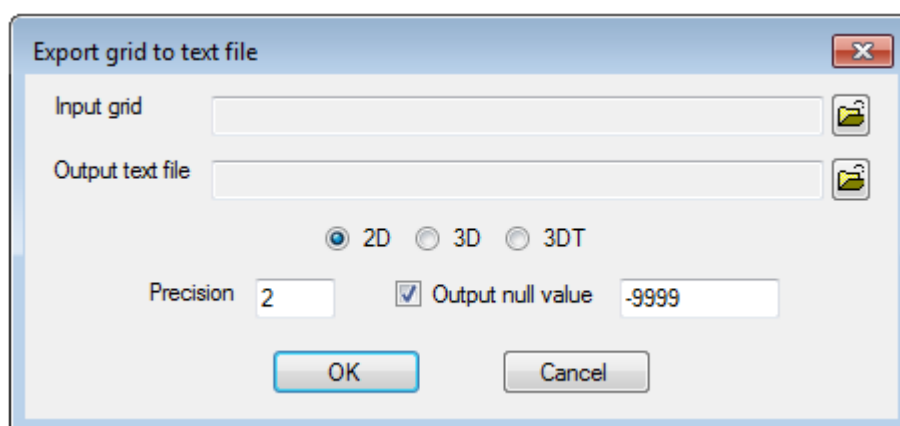 Export grid to text file
Input grid
Output text file
2D 3D 3DT
Precision 2 Output null value -9999
OK Cancel